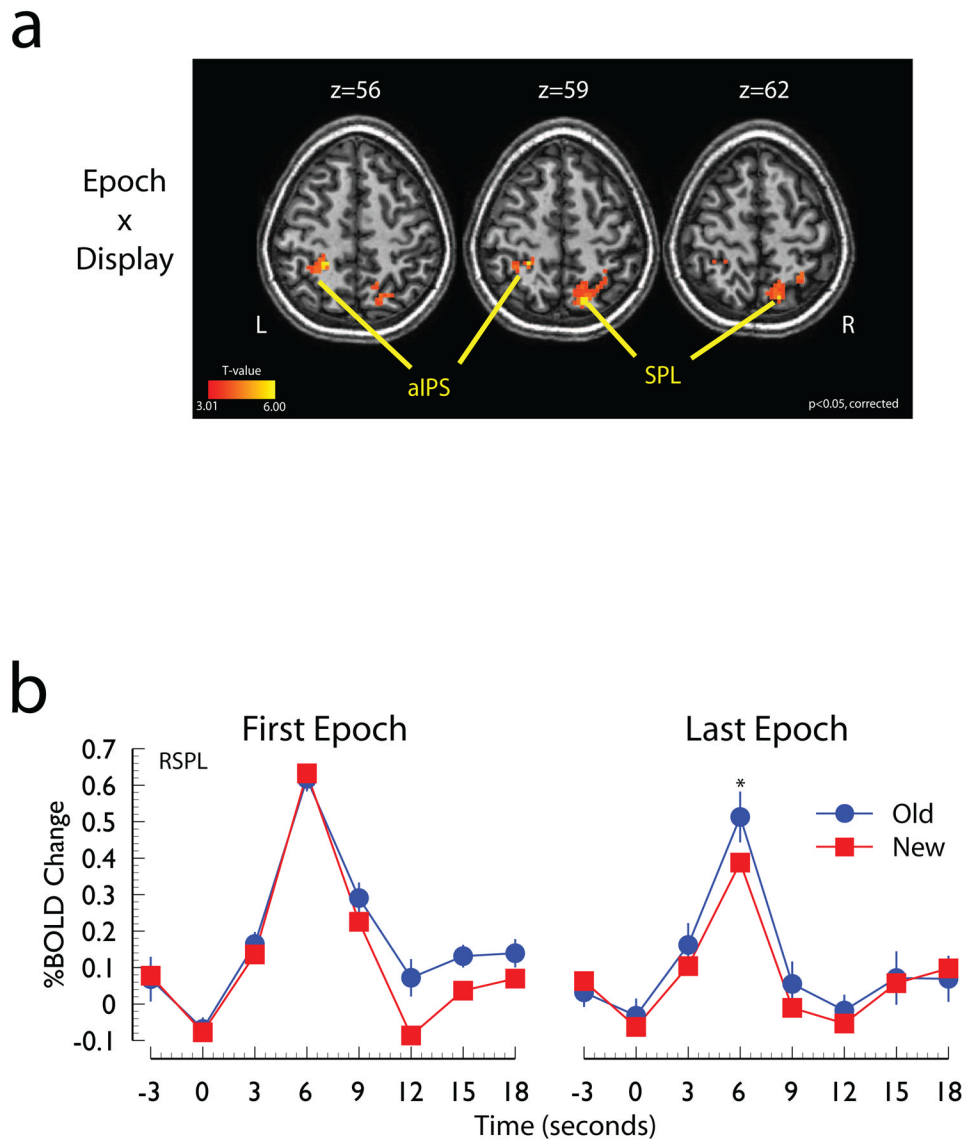 a
z=56 z=59 z=62
Epoch
x
Display
L
R
aIPS
SPL
T-value
3.01 6.00
p<0.05, corrected
b
First Epoch
Last Epoch
RSPL
*
Old
New
%BOLD Change
0.7
0.6
0.5
0.4
0.3
0.2
0.1
0
-0.1
-3 0 3 6 9 12 15 18
-3 0 3 6 9 12 15 18
Time (seconds)